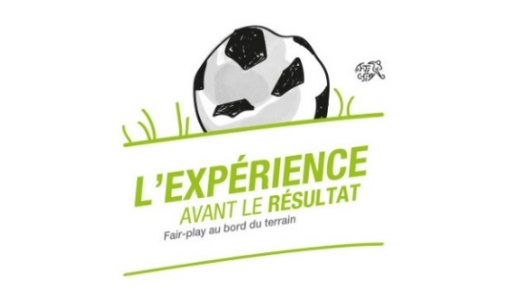 L'EXPÉRIENCE
AVANT LE RÉSULTAT
Fair-play au bord du terrain